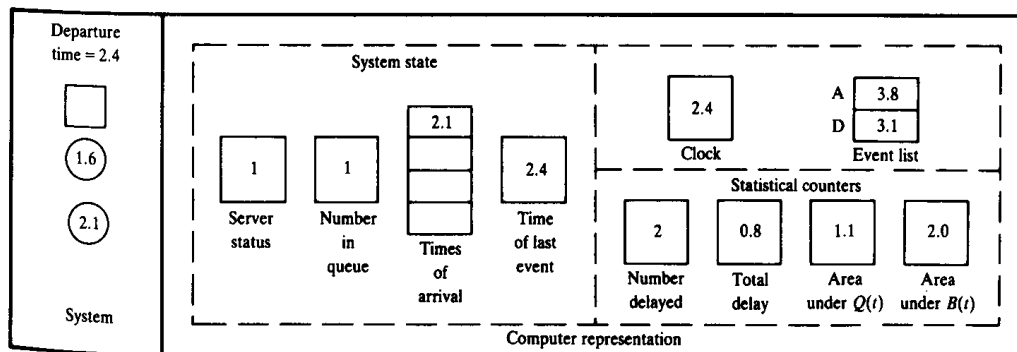 Departure
time = 2.4
1.6
2.1
System
System state
1
Server
status
1
Number
in
queue
2.1
Times
of
arrival
2.4
Time
of last
event
2.4
Clock
A 3.8
D 3.1
Event list
Statistical counters
2
Number
delayed
0.8
Total
delay
1.1
Area
under Q(t)
2.0
Area
under B(t)
Computer representation